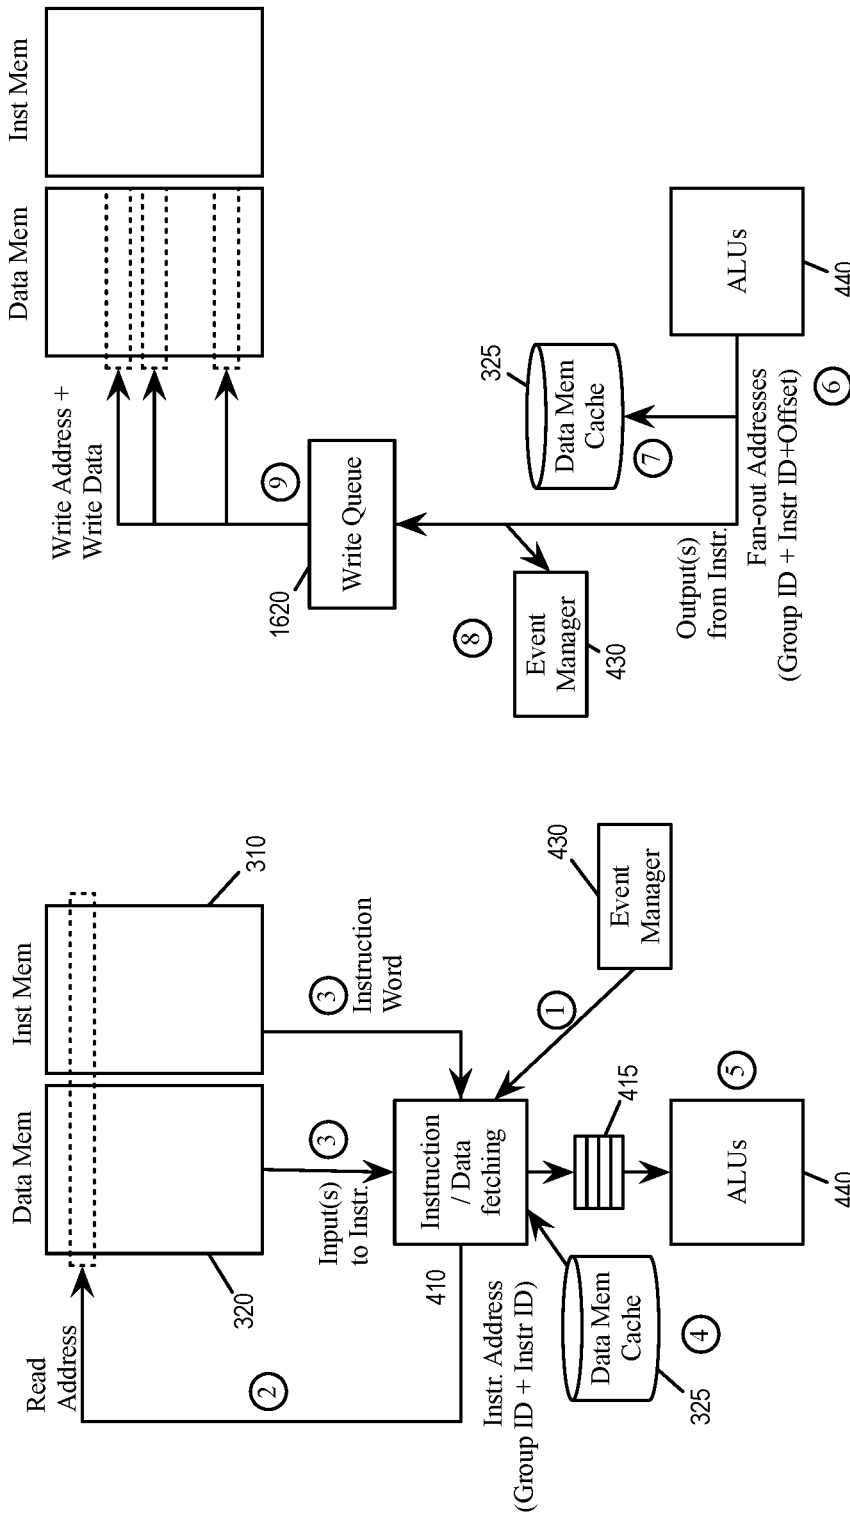 Data Mem
Inst Mem
Read
Address
320
310
2
Input(s)
to Instr.
3
3
Instruction
Word
410
Instruction
/ Data
fetching
Instr. Address
(Group ID + Instr ID)
1
430
Event
Manager
Data Mem
Cache
325
4
415
ALUs
5
440
Data Mem
Inst Mem
Write Address +
Write Data
9
1620
Write Queue
8
Event
Manager
430
325
Data Mem
Cache
7
Output(s)
from Instr.
Fan-out Addresses
(Group ID + Instr ID+Offset)
6
ALUs
440